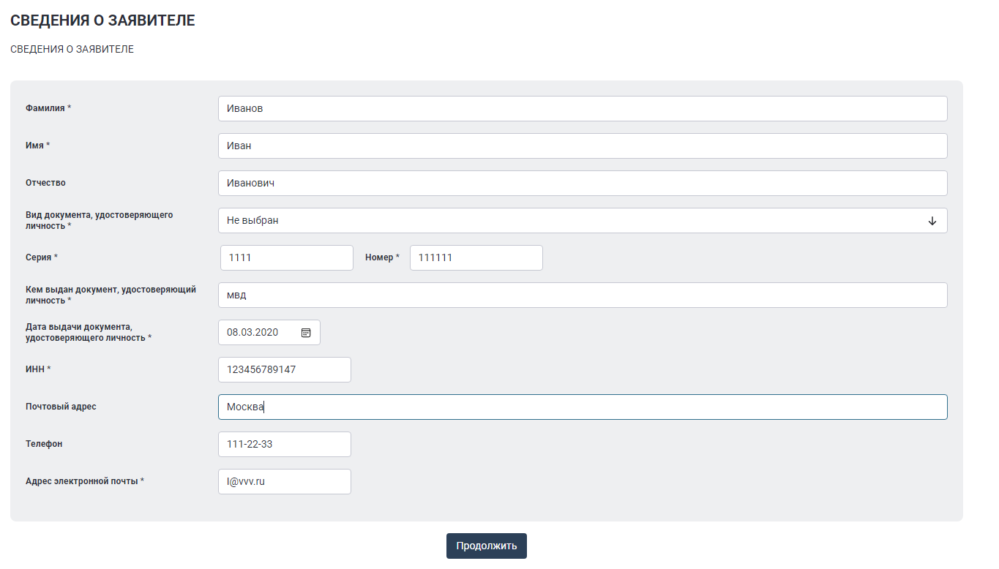 СВЕДЕНИЯ О ЗАЯВИТЕЛЕ
СВЕДЕНИЯ О ЗАЯВИТЕЛЕ
Фамилия * Иванов
Имя * Иван
Отчество Иванович
Вид документа, удостоверяющего
личность * Не выбран
Серия * 1111 Номер * 111111
Кем выдан документ, удостоверяющий
личность * мвд
Дата выдачи документа,
удостоверяющего личность * 08.03.2020
ИНН * 123456789147
Почтовый адрес Москва
Телефон 111-22-33
Адрес электронной почты * l@vvv.ru
Продолжить